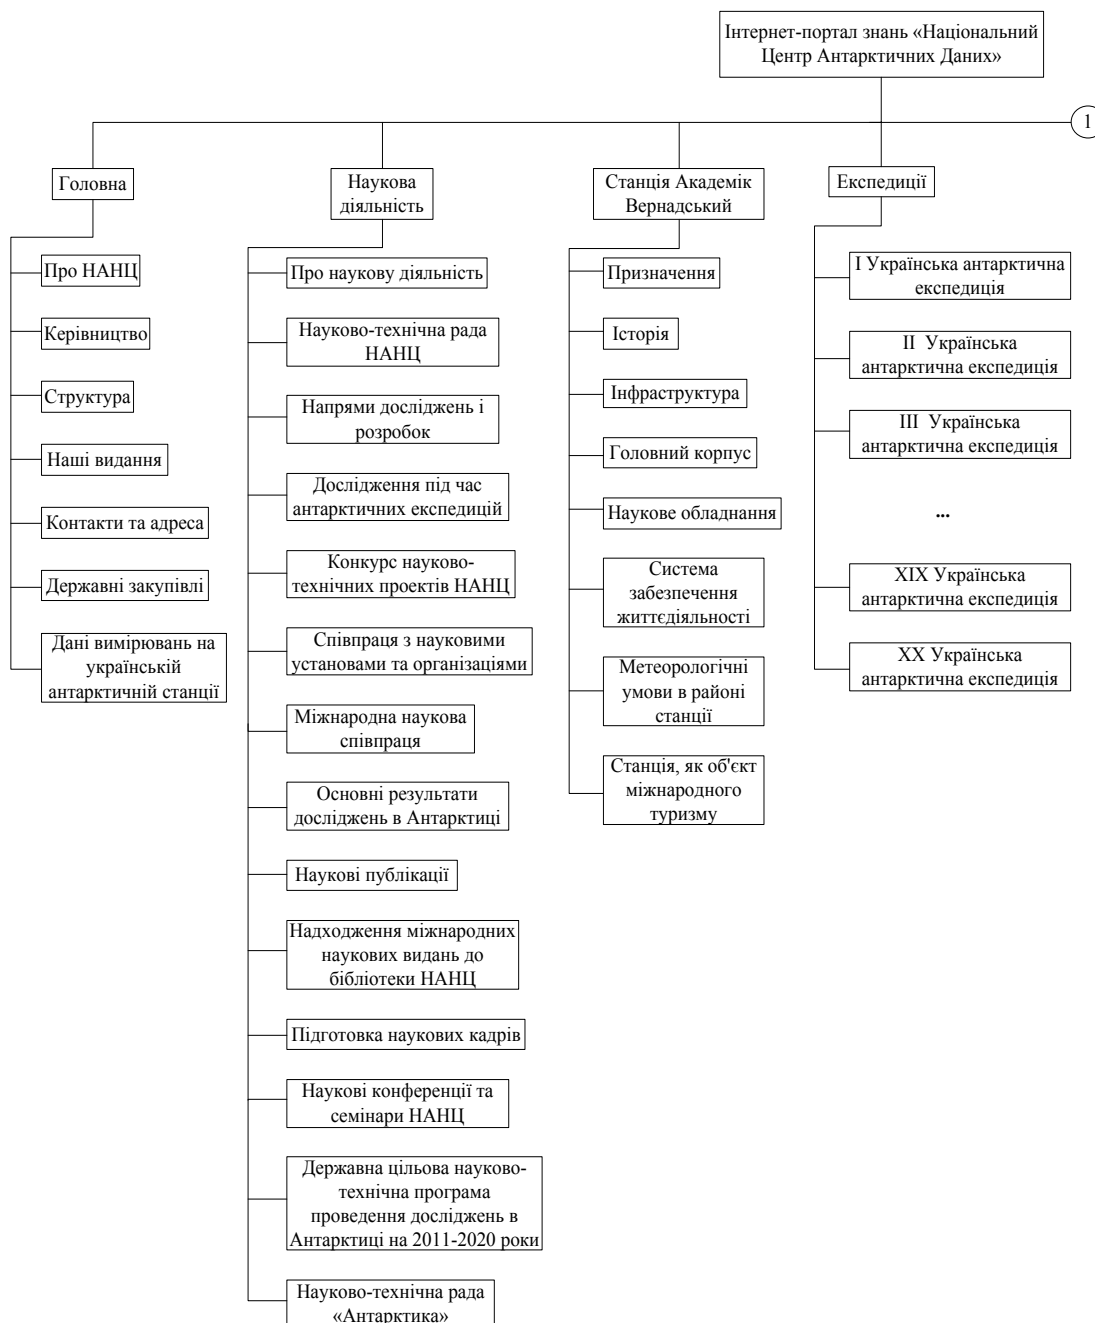 Інтернет-портал знань «Національний
Центр Антарктичних Даних»
1
Головна
Про НАНЦ
Керівництво
Структура
Наші видання
Контакти та адреса
Державні закупівлі
Дані вимірювань на
українській
антарктичній станції
Наукова
діяльність
Про наукову діяльність
Науково-технічна рада
НАНЦ
Напрями досліджень і
розробок
Дослідження під час
антарктичних експедицій
Конкурс науково-
технічних проектів НАНЦ
Співпраця з науковими
установами та організаціями
Міжнародна наукова
співпраця
Основні результати
досліджень в Антарктиці
Наукові публікації
Надходження міжнародних
наукових видань до
бібліотеки НАНЦ
Підготовка наукових кадрів
Наукові конференції та
семінари НАНЦ
Державна цільова науково-
технічна програма
проведення досліджень в
Антарктиці на 2011-2020 роки
Науково-технічна рада
«Антарктика»
Станція Академік
Вернадський
Призначення
Історія
Інфраструктура
Головний корпус
Наукове обладнання
Система
забезпечення
життєдіяльності
Метеорологічні
умови в районі
станції
Станція, як об'єкт
міжнародного
туризму
Експедиції
I Українська антарктична
експедиція
II Українська
антарктична експедиція
III Українська
антарктична експедиція
...
XIX Українська
антарктична експедиція
XX Українська
антарктична експедиція